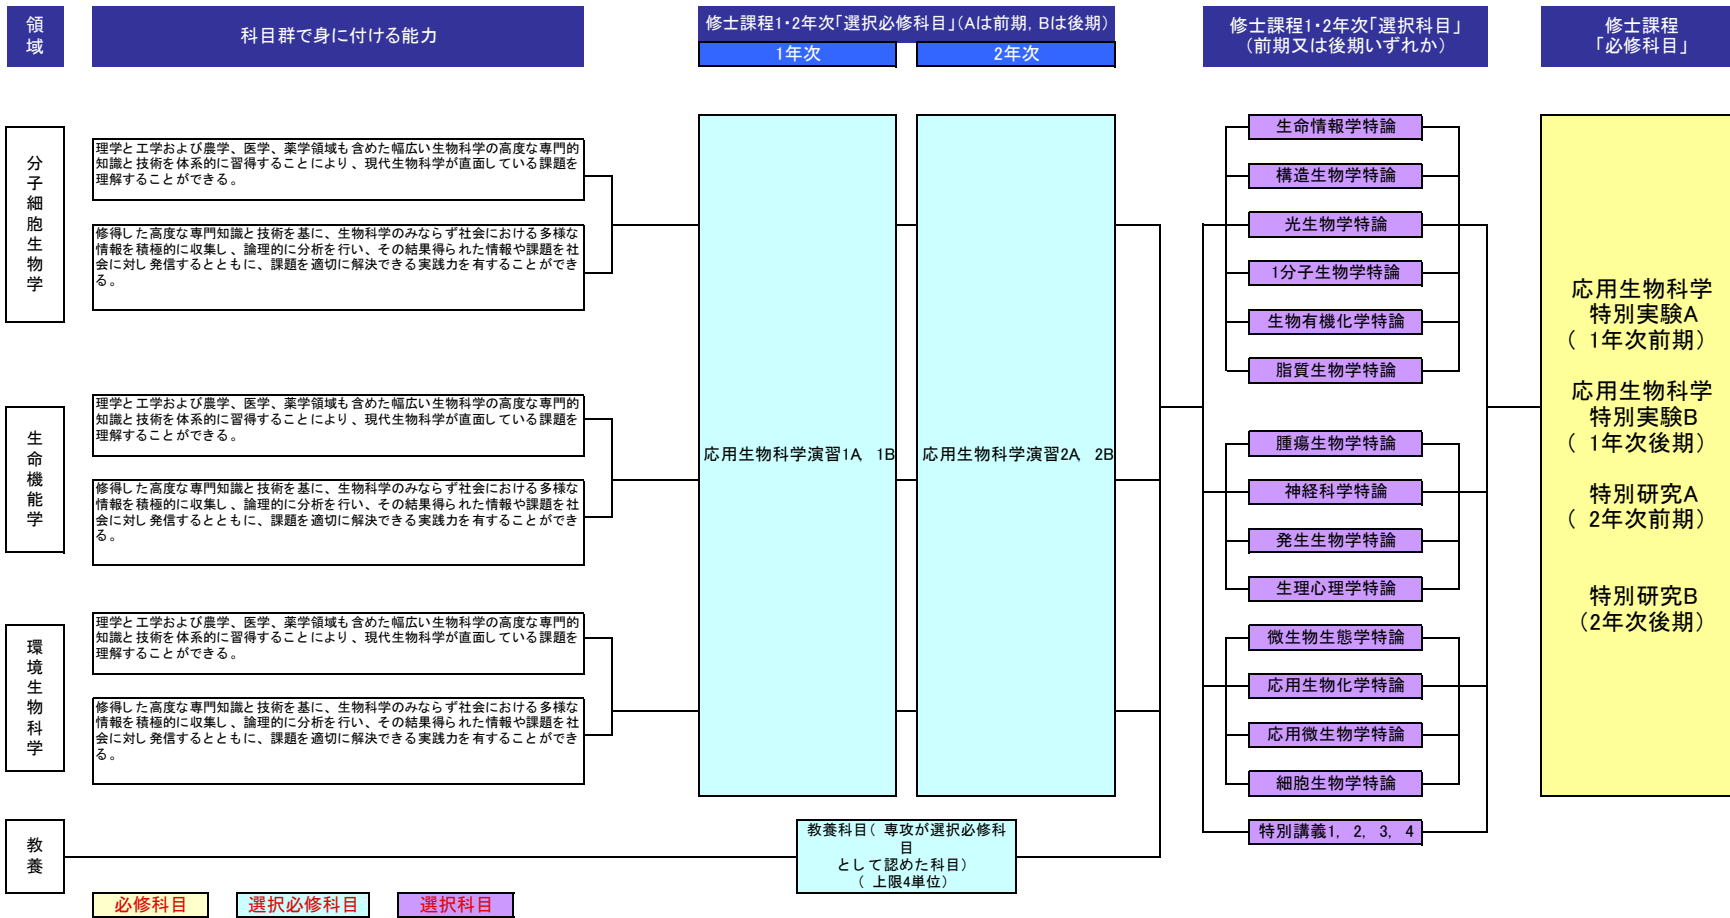 領
域
科目群で身に付ける能力
修士課程1・2年次「選択必修科目」(Aは前期, Bは後期)
1年次
2年次
修士課程1・2年次「選択科目」
(前期又は後期いずれか)
修士課程
「必修科目」
分
子
細
胞
生
物
学
理学と工学および農学、医学、薬学領域も含めた幅広い生物科学の高度な専門的
知識と技術を体系的に習得することにより、現代生物科学が直面している課題を
理解することができる。
修得した高度な専門知識と技術を基に、生物科学のみならず社会における多様な
情報を積極的に収集し、論理的に分析を行い、その結果得られた情報や課題を社
会に対し発信するとともに、課題を適切に解決できる実践力を有することができ
る。
生
命
機
能
学
理学と工学および農学、医学、薬学領域も含めた幅広い生物科学の高度な専門的
知識と技術を体系的に習得することにより、現代生物科学が直面している課題を
理解することができる。
修得した高度な専門知識と技術を基に、生物科学のみならず社会における多様な
情報を積極的に収集し、論理的に分析を行い、その結果得られた情報や課題を社
会に対し発信するとともに、課題を適切に解決できる実践力を有することができ
る。
環
境
生
物
科
学
理学と工学および農学、医学、薬学領域も含めた幅広い生物科学の高度な専門的
知識と技術を体系的に習得することにより、現代生物科学が直面している課題を
理解することができる。
修得した高度な専門知識と技術を基に、生物科学のみならず社会における多様な
情報を積極的に収集し、論理的に分析を行い、その結果得られた情報や課題を社
会に対し発信するとともに、課題を適切に解決できる実践力を有することができ
る。
教
養
応用生物科学演習1A, 1B
応用生物科学演習2A, 2B
教養科目( 専攻が選択必修科
目
として認めた科目)
( 上限4単位)
生命情報学特論
構造生物学特論
光生物学特論
1分子生物学特論
生物有機化学特論
脂質生物学特論
腫瘍生物学特論
神経科学特論
発生生物学特論
生理心理学特論
微生物生態学特論
応用生物化学特論
応用微生物学特論
細胞生物学特論
特別講義1, 2, 3, 4
応用生物科学
特別実験A
( 1年次前期)
応用生物科学
特別実験B
( 1年次後期)
特別研究A
( 2年次前期)
特別研究B
(2年次後期)
必修科目
選択必修科目
選択科目